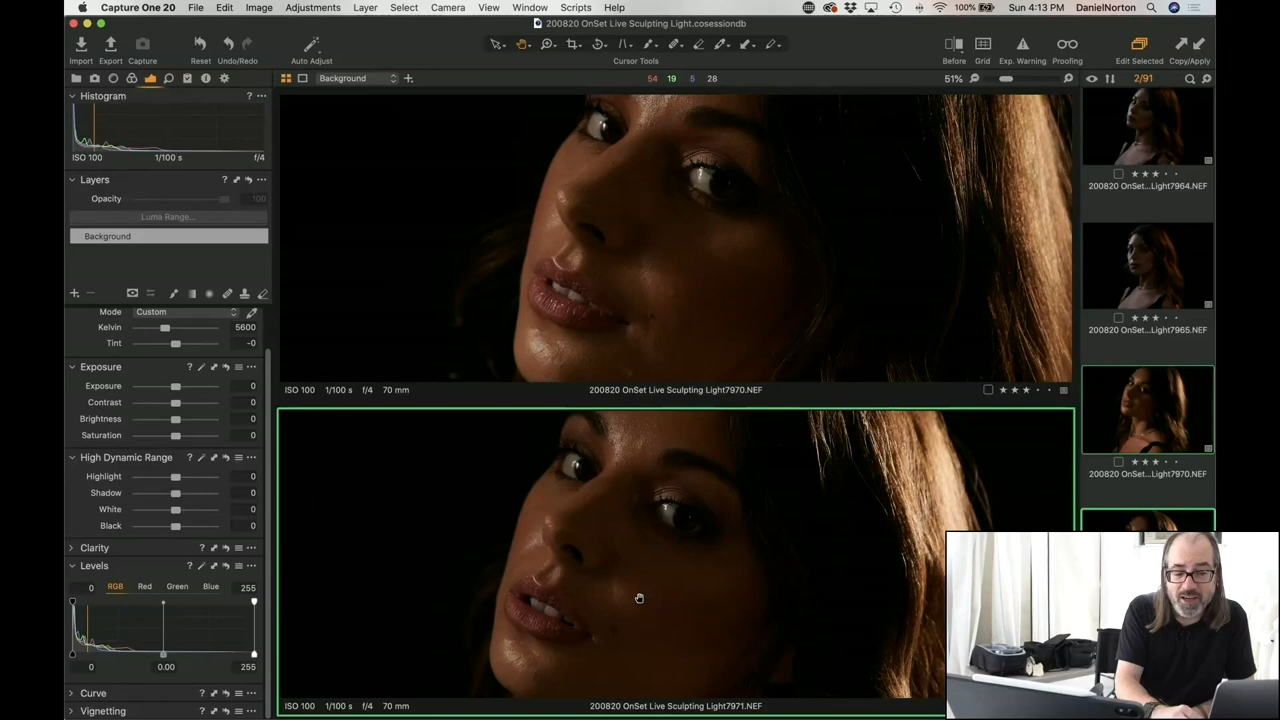 Capture One 20 File Edit Image Adjustments Layer Select Camera View Window Scripts Help 100% Sun 4:13 PM DanielNorton
200820 OnSet Live Sculpting Light.cosessiondb
Import Export Capture Reset Undo/Redo Auto Adjust Cursor Tools Before Grid Exp. Warning Proofing Edit Selected Copy/Apply
Background 54 19 5 28 51% 2/91
Histogram ? ...
ISO 100 1/100 s f/4
Layers ? ...
Opacity 100
Luma Range...
Background
Mode Custom
Kelvin 5600
Tint -0
Exposure ? ...
Exposure 0
Contrast 0
Brightness 0
Saturation 0
High Dynamic Range ? ...
Highlight 0
Shadow 0
White 0
Black 0
Clarity ? ...
Levels ? ...
0 RGB Red Green Blue 255
0 0.00 255
Curve ? ...
Vignetting ? ...
ISO 100 1/100 s f/4 70 mm 200820 OnSet Live Sculpting Light7970.NEF
ISO 100 1/100 s f/4 70 mm 200820 OnSet Live Sculpting Light7971.NEF
200820 OnSet...Light7964.NEF
200820 OnSet...Light7965.NEF
200820 OnSet...Light7970.NEF